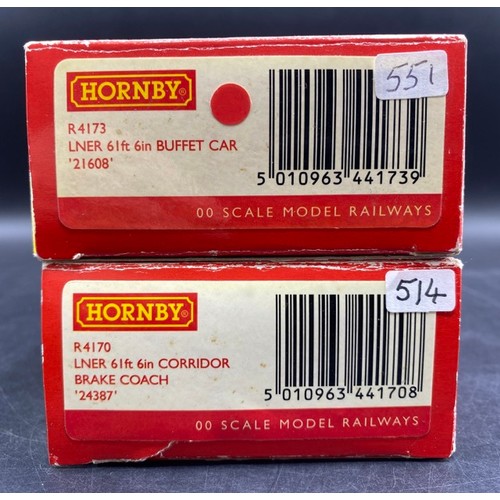 551
HORNBY®
R4173
LNER 61ft 6in BUFFET CAR
'21608'
5 010963 441739
00 SCALE MODEL RAILWAYS
514
HORNBY®
R4170
LNER 61ft 6in CORRIDOR
BRAKE COACH
'24387'
5 010963 441708
00 SCALE MODEL RAILWAYS